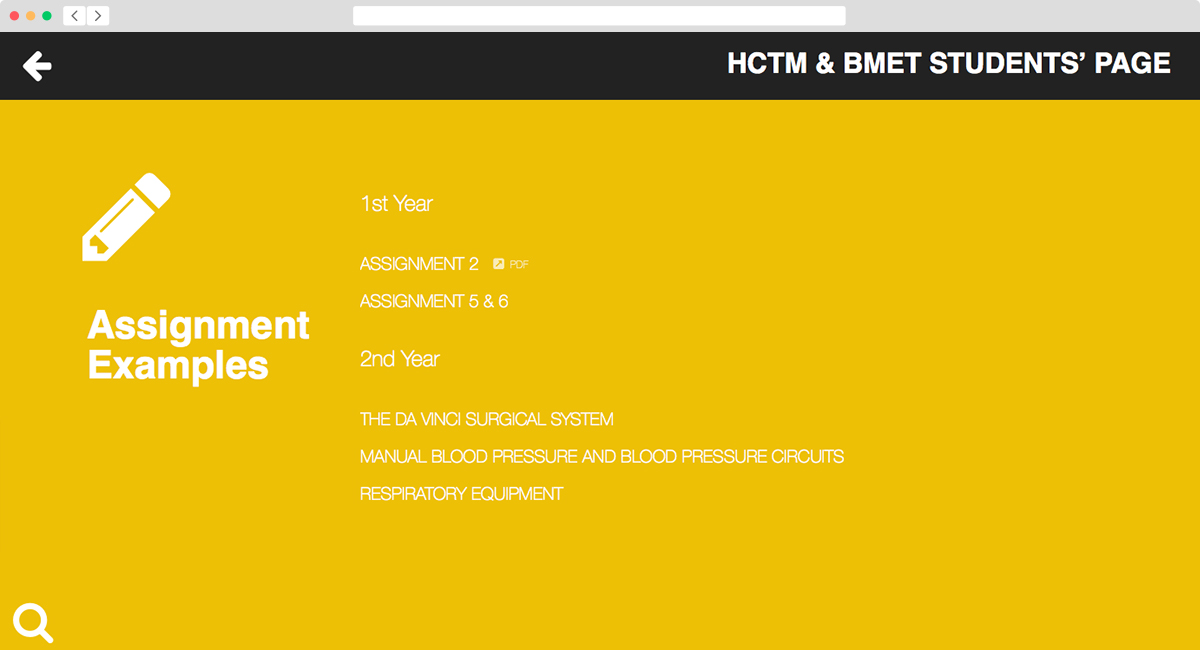 HCTM & BMET STUDENTS’ PAGE
Assignment
Examples
1st Year
ASSIGNMENT 2 PDF
ASSIGNMENT 5 & 6
2nd Year
THE DA VINCI SURGICAL SYSTEM
MANUAL BLOOD PRESSURE AND BLOOD PRESSURE CIRCUITS
RESPIRATORY EQUIPMENT